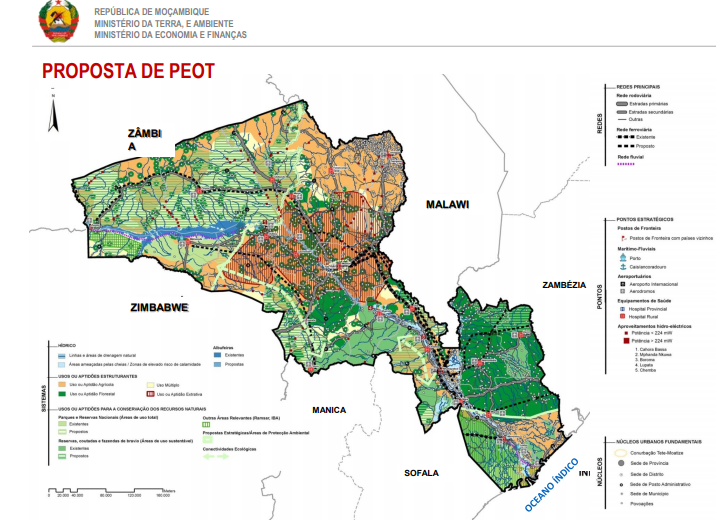 REPÚBLICA DE MOÇAMBIQUE
MINISTÉRIO DA TERRA, E AMBIENTE
MINISTÉRIO DA ECONOMIA E FINANÇAS
PROPOSTA DE PEOT
N
ZÂMBI
A
MALAWI
ZAMBÉZIA
ZIMBABWE
MANICA
SOFALA
OCEANO ÍNDICO
IN
REDES
REDES PRINCIPAIS
Rede rodoviária
Estradas primárias
Estradas secundárias
Outras
Rede ferroviária
Existente
Proposto
Rede fluvial
PONTOS
PONTOS ESTRATÉGICOS
Postos de Fronteira
Postos de Fronteira com países vizinhos
Marítimo-Fluviais
Porto
Cais/ancoradouro
Aeroportuários
Aeroporto Internacional
Aeródromos
Equipamentos de Saúde
Hospital Provincial
Hospital Rural
Aproveitamentos hidro-eléctricos
Potência < 224 mW
Potência > 224 mW
1. Cahora Bassa
2. Mphanda Nkuwa
3. Boroma
4. Lupata
5. Chemba
NÚCLEOS
NÚCLEOS URBANOS FUNDAMENTAIS
Conurbação Tete-Moatize
Sede de Província
Sede de Distrito
Sede de Posto Administrativo
Sede de Município
Povoações
SISTEMAS
HÍDRICO
Linhas e áreas de drenagem natural
Áreas ameaçadas pelas cheias / Zonas de elevado risco de calamidade
Albufeiras
Existentes
Propostas
USOS OU APTIDÕES ESTRUTURANTES
Uso ou Aptidão Agrícola
Uso ou Aptidão Florestal
Uso Múltiplo
Uso ou Aptidão Extrativa
USOS OU APTIDÕES PARA A CONSERVAÇÃO DOS RECURSOS NATURAIS
Parques e Reservas Nacionais (Áreas de uso total)
Existentes
Propostos
Reservas, coutadas e fazendas do bravio (Áreas de uso sustentável)
Existentes
Propostos
Outras Áreas Relevantes (Ramsar, IBA)
Propostas Estratégicas/Áreas de Protecção Ambiental
Conectividades Ecológicas
0 20.000 40.000 80.000 120.000 160.000
Meters